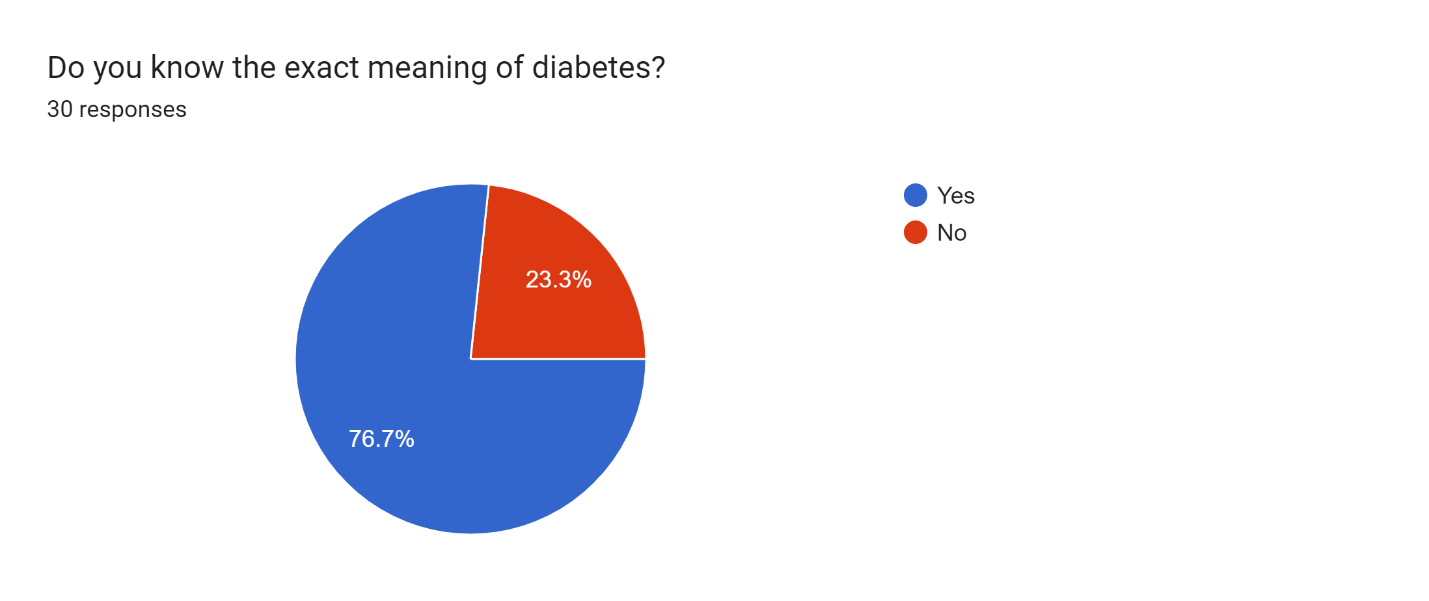 Do you know the exact meaning of diabetes?
30 responses
Yes
No
23.3%
76.7%